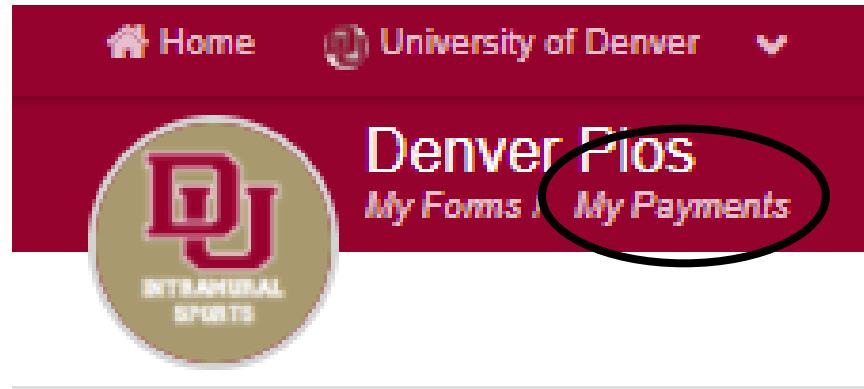 Home University of Denver
Denver Pios
My Forms / My Payments
DU
INTRAMURAL
SPORTS